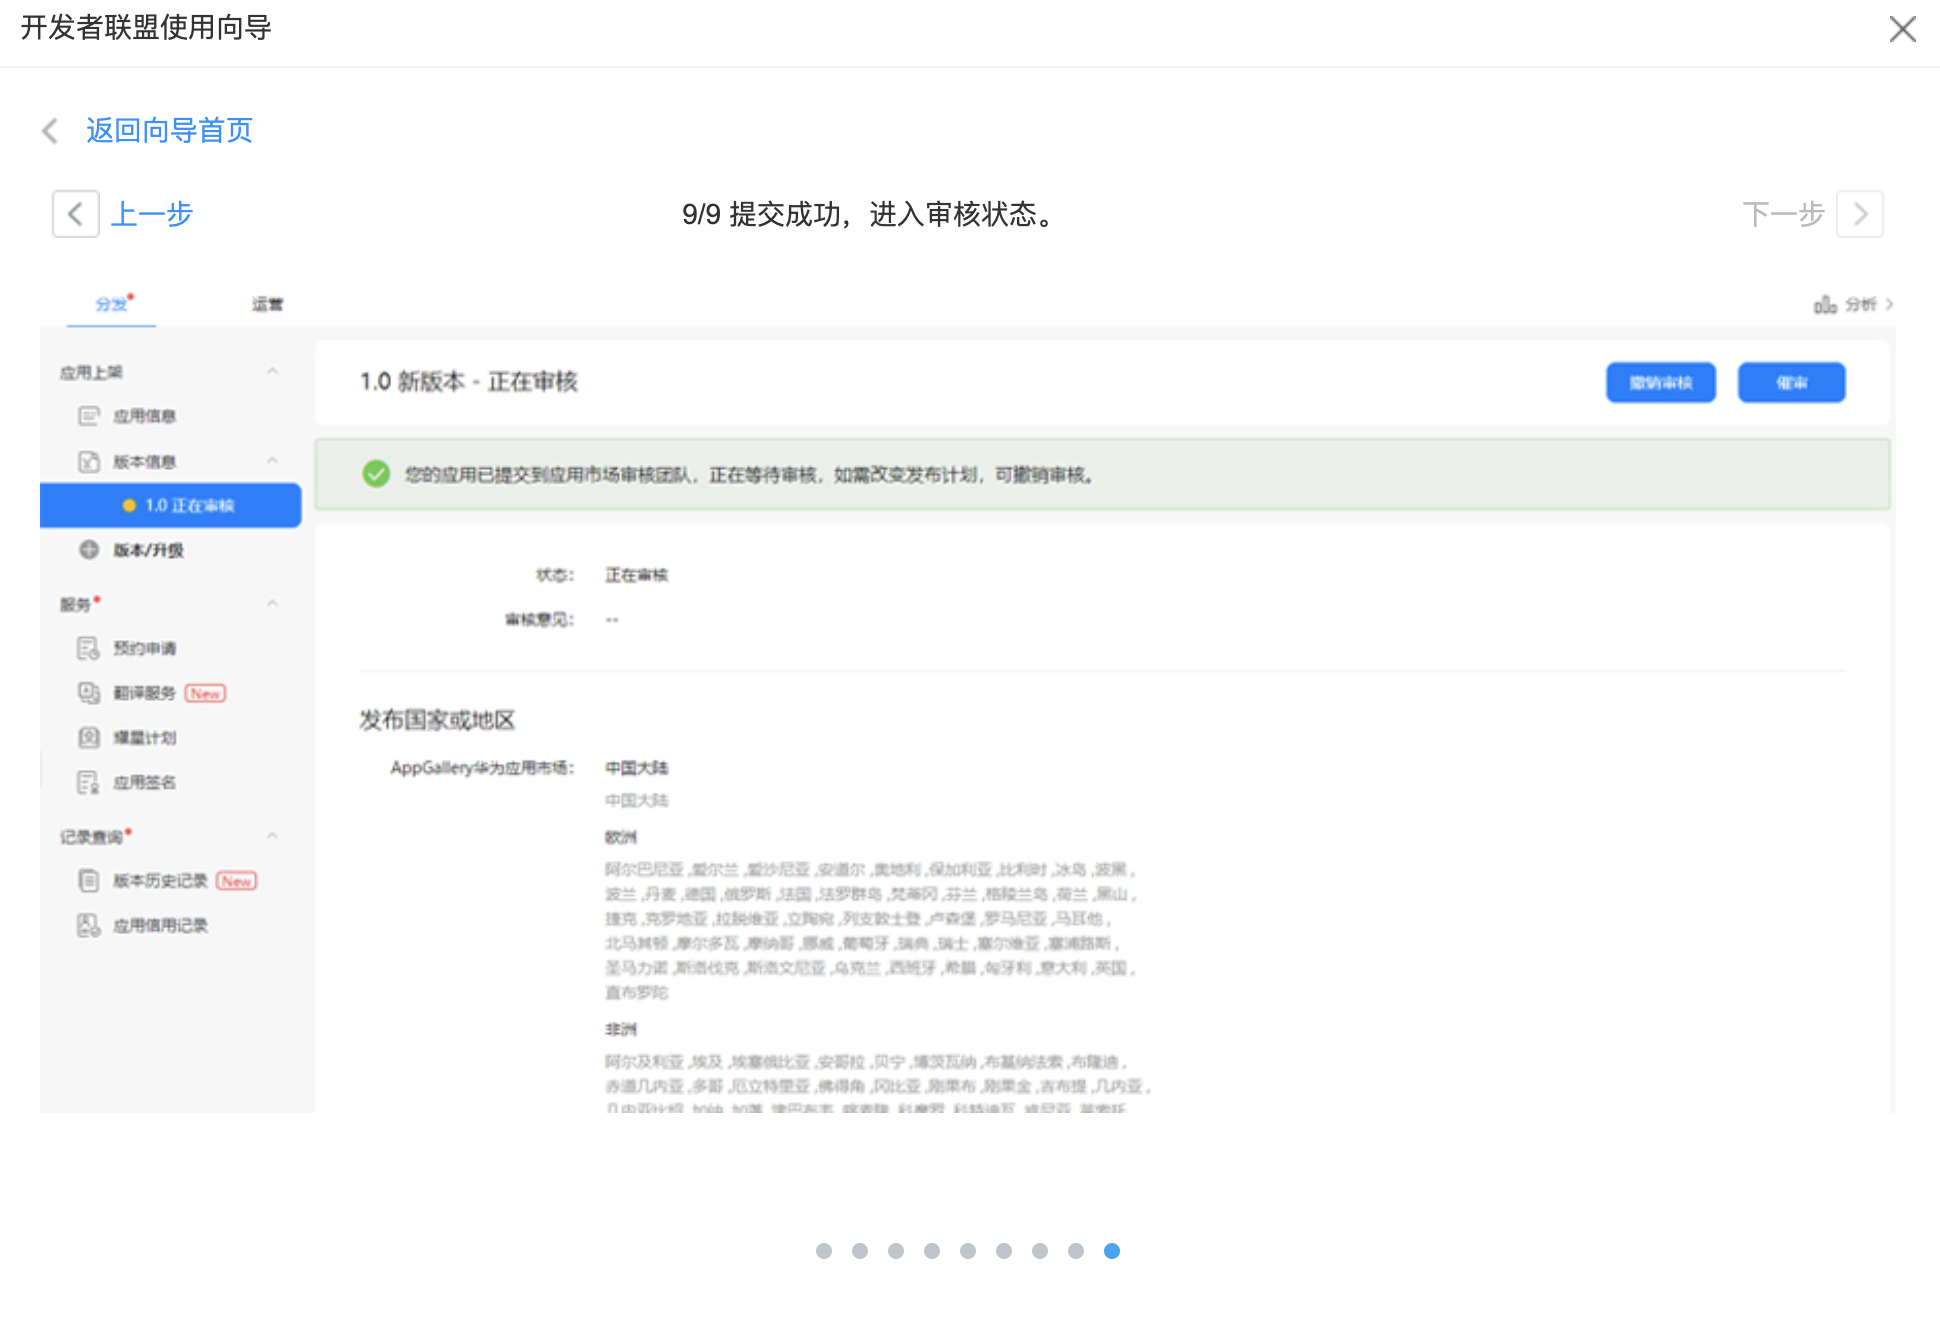 开发者联盟使用向导
返回向导首页
上一步
9/9 提交成功，进入审核状态。
下一步
分发
运营
分析
应用上架
应用信息
版本信息
1.0 正在审核
版本/升级
服务
预约申请
翻译服务 New
耀星计划
应用签名
记录查询
版本历史记录 New
应用信用记录
1.0 新版本 - 正在审核
撤销审核
催审
您的应用已提交到应用市场审核团队，正在等待审核，如需改变发布计划，可撤销审核。
状态： 正在审核
审核意见： --
发布国家或地区
AppGallery华为应用市场： 中国大陆
中国大陆
欧洲
阿尔巴尼亚 ,爱尔兰 ,爱沙尼亚 ,安道尔 ,奥地利 ,保加利亚 ,比利时 ,冰岛 ,波黑 ,
波兰 ,丹麦 ,德国 ,俄罗斯 ,法国 ,法罗群岛 ,梵蒂冈 ,芬兰 ,格陵兰岛 ,荷兰 ,黑山 ,
捷克 ,克罗地亚 ,拉脱维亚 ,立陶宛 ,列支敦士登 ,卢森堡 ,罗马尼亚 ,马耳他 ,
北马其顿 ,摩尔多瓦 ,摩纳哥 ,挪威 ,葡萄牙 ,瑞典 ,瑞士 ,塞尔维亚 ,塞浦路斯 ,
圣马力诺 ,斯洛伐克 ,斯洛文尼亚 ,乌克兰 ,西班牙 ,希腊 ,匈牙利 ,意大利 ,英国 ,
直布罗陀
非洲
阿尔及利亚 ,埃及 ,埃塞俄比亚 ,安哥拉 ,贝宁 ,博茨瓦纳 ,布基纳法索 ,布隆迪 ,
赤道几内亚 ,多哥 ,厄立特里亚 ,佛得角 ,冈比亚 ,刚果布 ,刚果金 ,吉布提 ,几内亚 ,